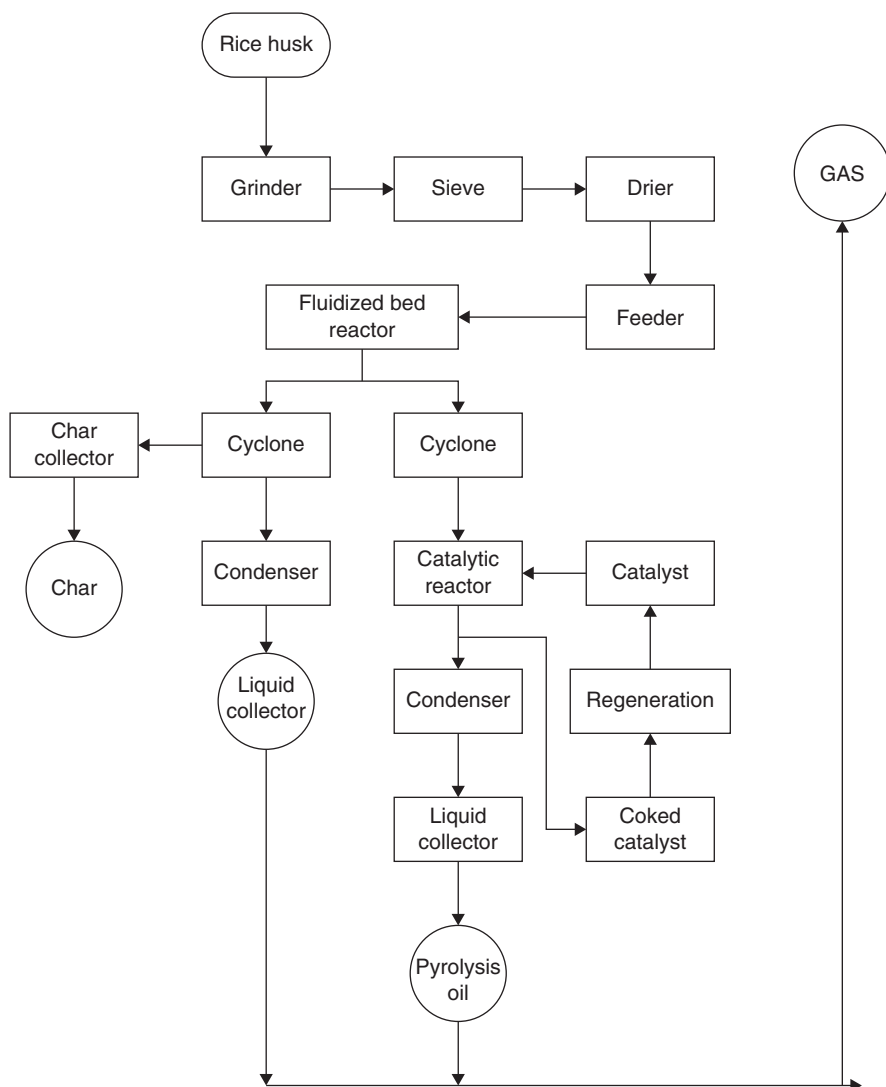 Rice husk
GAS
Grinder
Sieve
Drier
Fluidized bed
reactor
Feeder
Char
collector
Cyclone
Cyclone
Char
Condenser
Catalytic
reactor
Catalyst
Liquid
collector
Condenser
Regeneration
Liquid
collector
Coked
catalyst
Pyrolysis
oil